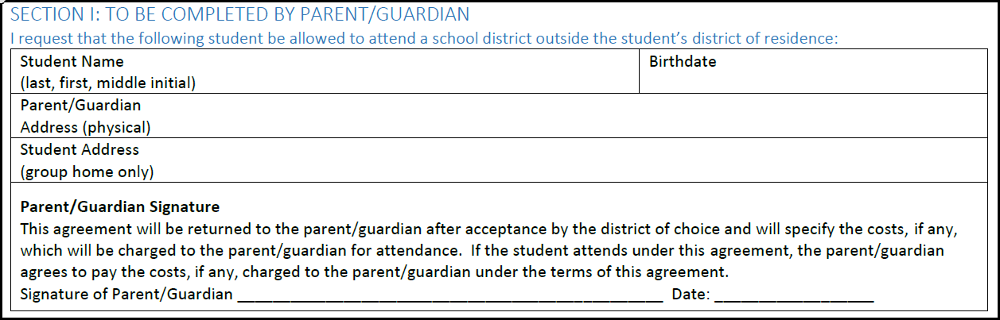 SECTION I: TO BE COMPLETED BY PARENT/GUARDIAN
I request that the following student be allowed to attend a school district outside the student’s district of residence:
Student Name
(last, first, middle initial)
Birthdate
Parent/Guardian
Address (physical)
Student Address
(group home only)
Parent/Guardian Signature
This agreement will be returned to the parent/guardian after acceptance by the district of choice and will specify the costs, if any,
which will be charged to the parent/guardian for attendance.  If the student attends under this agreement, the parent/guardian
agrees to pay the costs, if any, charged to the parent/guardian under the terms of this agreement.
Signature of Parent/Guardian ________________________________________________ Date: __________________